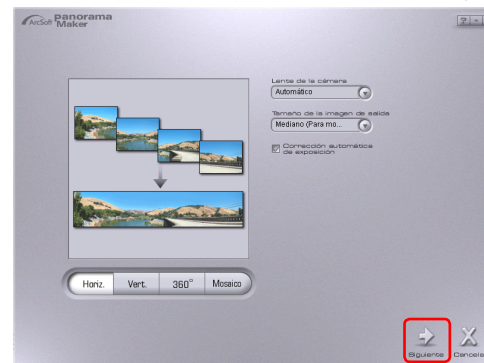 ArcSoft Panorama
Maker
? -
Lente de la cámara
Automático
Tamaño de la imagen de salida
Mediano (Para mo...
Corrección automática
de exposición
Horiz. Vert. 360° Mosaico
Siguiente Cancela